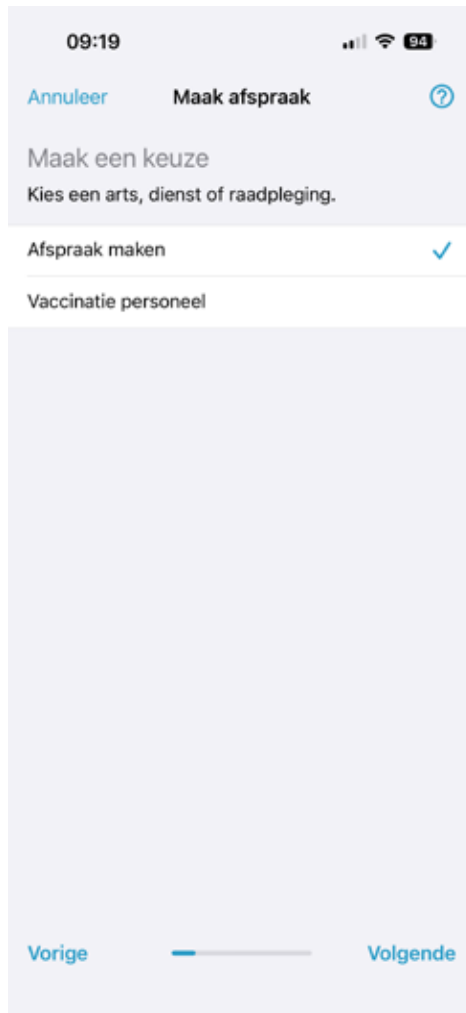 09:19
94
Annuleer
Maak afspraak
?
Maak een keuze
Kies een arts, dienst of raadpleging.
Afspraak maken
Vaccinatie personeel
Vorige
Volgende